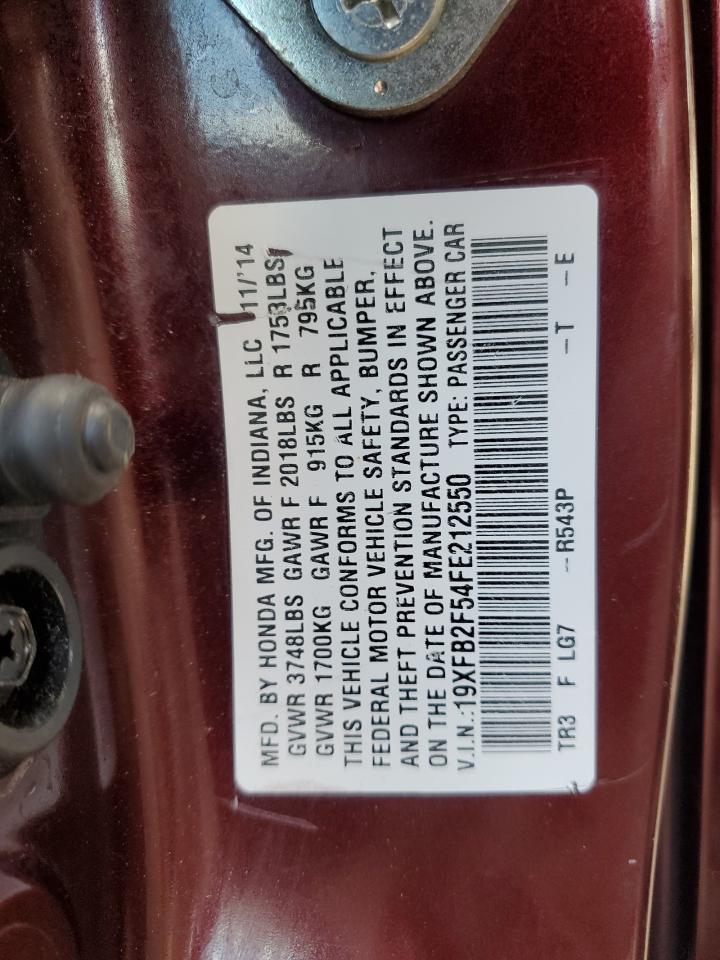 MFD. BY HONDA MFG. OF INDIANA, LLC 11/'14
GVWR 3748LBS GAWR F 2018LBS R 1753LBS
GVWR 1700KG GAWR F 915KG R 795KG
THIS VEHICLE CONFORMS TO ALL APPLICABLE
FEDERAL MOTOR VEHICLE SAFETY, BUMPER,
AND THEFT PREVENTION STANDARDS IN EFFECT
ON THE DATE OF MANUFACTURE SHOWN ABOVE.
V.I.N.:19XFB2F54FE212550 TYPE: PASSENGER CAR
TR3 F LG7 -- R543P -- T -- E